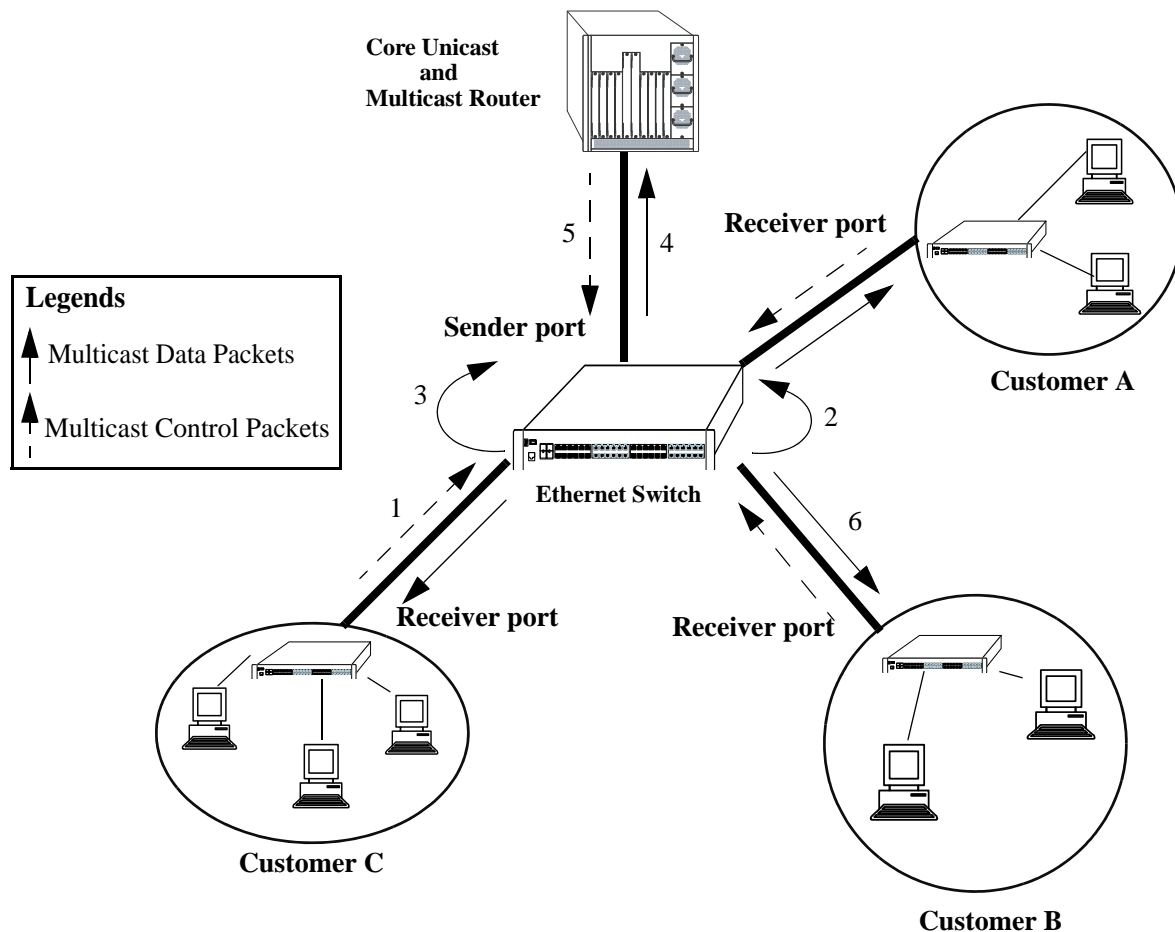 Core Unicast
and
Multicast Router
Receiver port
5
4
Legends
Multicast Data Packets
Multicast Control Packets
Sender port
Customer A
3
2
Ethernet Switch
1
6
Receiver port
Receiver port
Customer C
Customer B